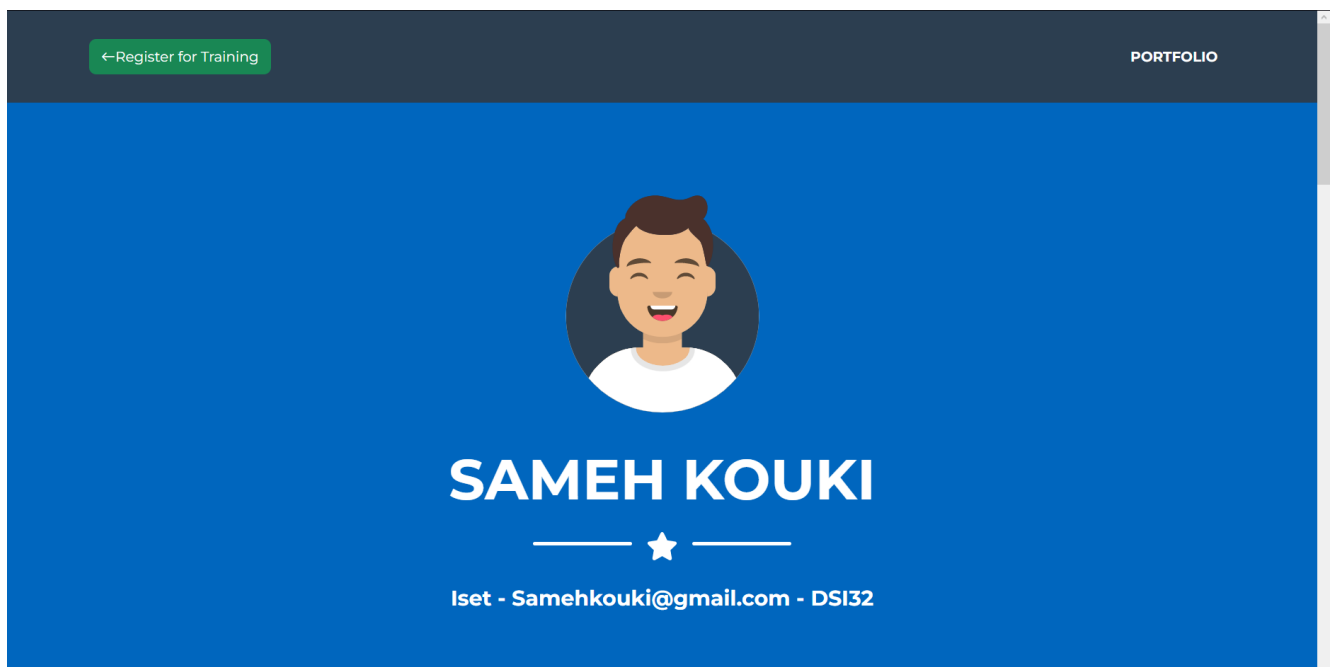 ←Register for Training
PORTFOLIO
SAMEH KOUKI
Iset - Samehkouki@gmail.com - DSI32